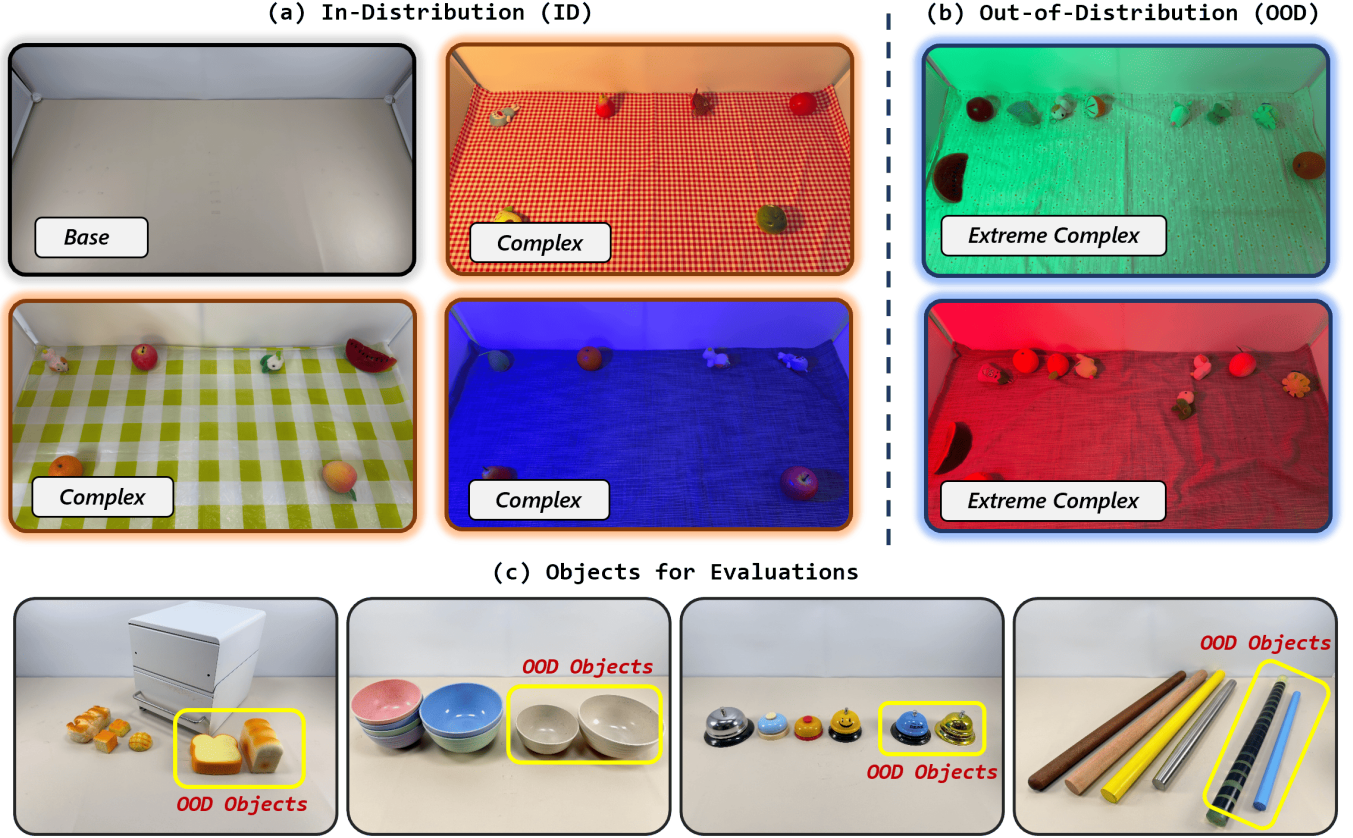 (a) In-Distribution (ID)
(b) Out-of-Distribution (OOD)
Base
Complex
Extreme Complex
Complex
Complex
Extreme Complex
(c) Objects for Evaluations
OOD Objects
OOD Objects
OOD Objects
OOD Objects